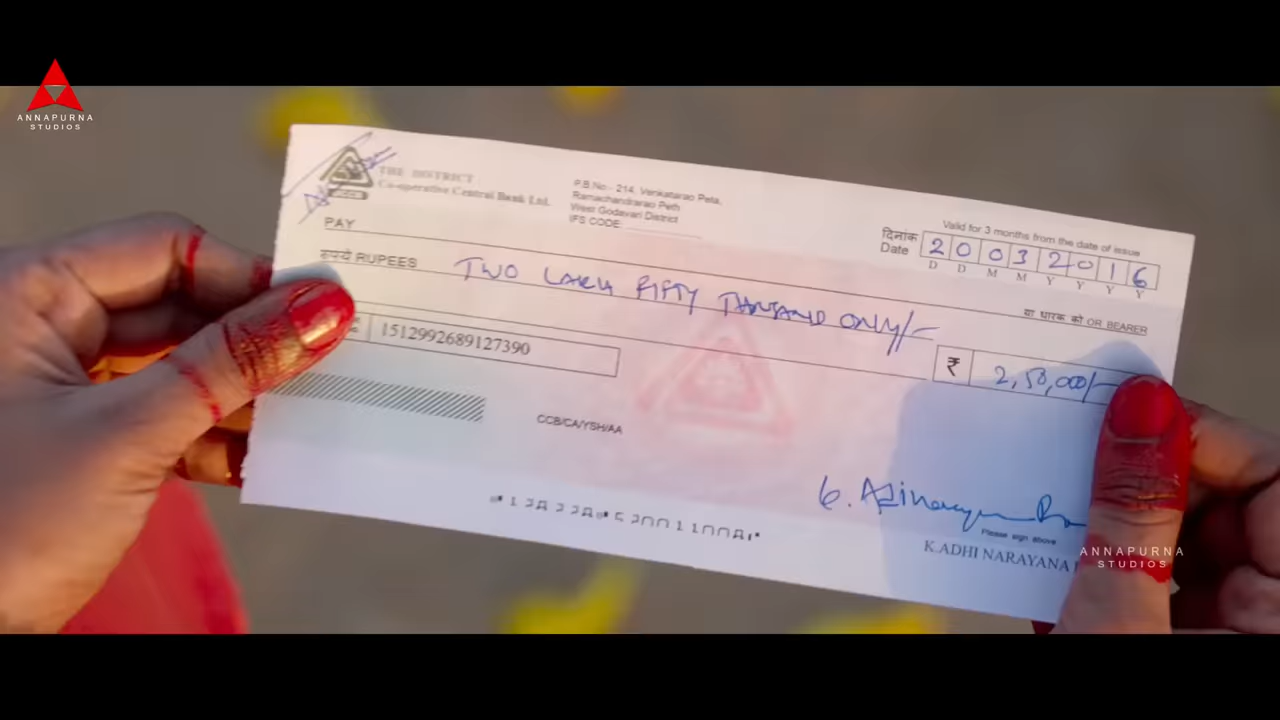 ANNAPURNA
STUDIOS
THE DISTRICT
Co-operative Central Bank Ltd.
P.B.No - 214, Venkatarao Peta,
Ramachandrarao Peth
West Godavari District
IFS CODE:
Valid for 3 months from the date of issue
दिनांक
Date
2 0 0 3 2 0 1 6
D D M M Y Y Y Y
PAY
या धारक को OR BEARER
रुपये RUPEES
TWO LAKH FIFTY THOUSAND ONLY/-
₹ 2,50,000/-
1512992689127390
CCB/CA/YSH/AA
Please sign above
K.ADHI NARAYANA
ANNAPURNA
STUDIOS